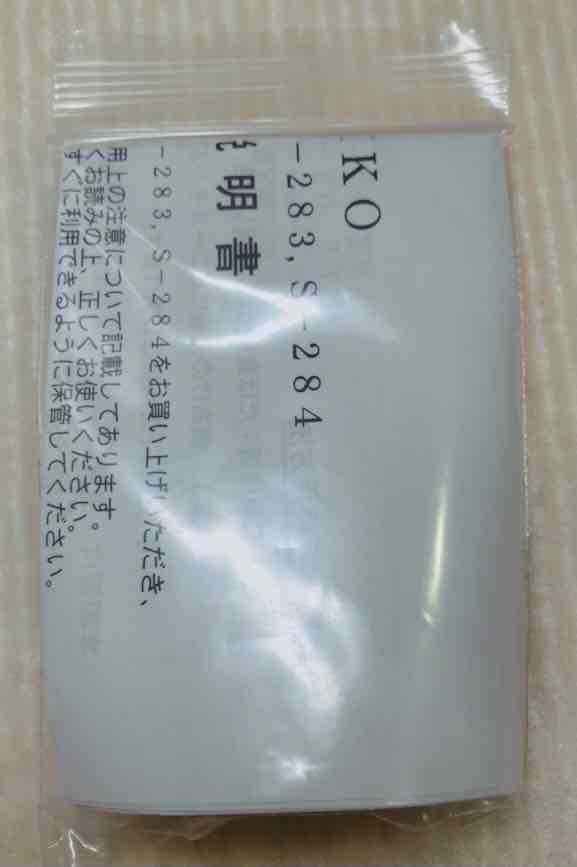 KO
-283, S-284
明書
-283, S-284をお買い上げいただき、
用上の注意について記載してあります。
くお読みの上、正しくお使いください。
すぐに利用できるように保管してください。